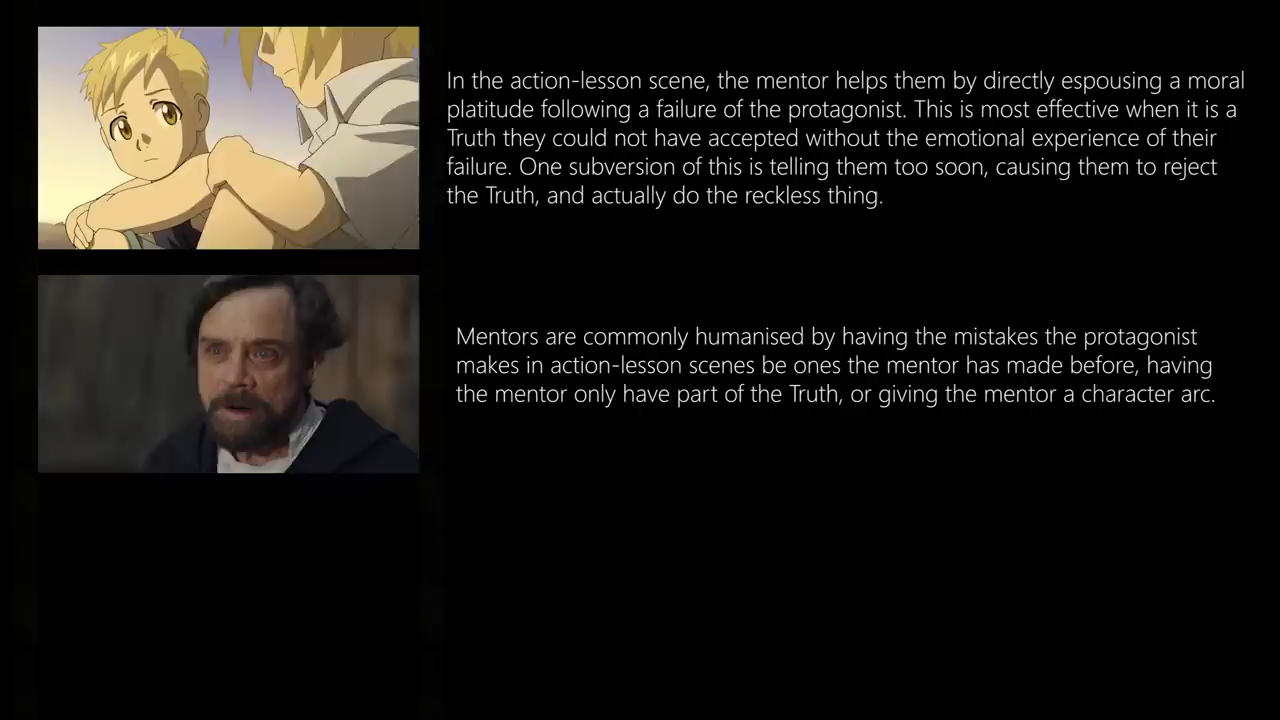 In the action-lesson scene, the mentor helps them by directly espousing a moral
platitude following a failure of the protagonist. This is most effective when it is a
Truth they could not have accepted without the emotional experience of their
failure. One subversion of this is telling them too soon, causing them to reject
the Truth, and actually do the reckless thing.
Mentors are commonly humanised by having the mistakes the protagonist
makes in action-lesson scenes be ones the mentor has made before, having
the mentor only have part of the Truth, or giving the mentor a character arc.